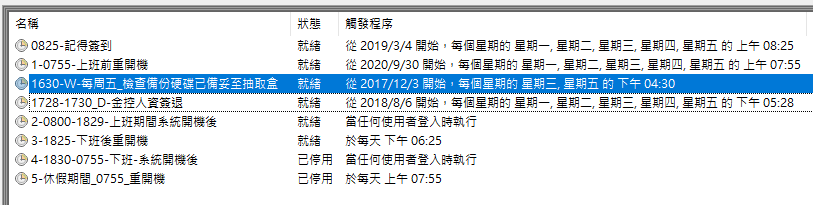 名稱 狀態 觸發程序
0825-記得簽到 就緒 從 2019/3/4 開始，每個星期的 星期一, 星期二, 星期三, 星期四, 星期五 的 上午 08:25
1-0755-上班前重開機 就緒 從 2020/9/30 開始，每個星期的 星期一, 星期二, 星期三, 星期四, 星期五 的 上午 07:55
1630-W-每周五_檢查備份硬碟已備妥至抽取盒 就緒 從 2017/12/3 開始，每個星期的 星期三, 星期五 的 下午 04:30
1728-1730_D-金控人資簽退 就緒 從 2018/8/6 開始，每個星期的 星期一, 星期二, 星期三, 星期四, 星期五 的 下午 05:28
2-0800-1829-上班期間系統開機後 就緒 當任何使用者登入時執行
3-1825-下班後重開機 就緒 於每天 下午 06:25
4-1830-0755-下班-系統開機後 已停用 當任何使用者登入時執行
5-休假期間_0755_重開機 已停用 於每天 上午 07:55